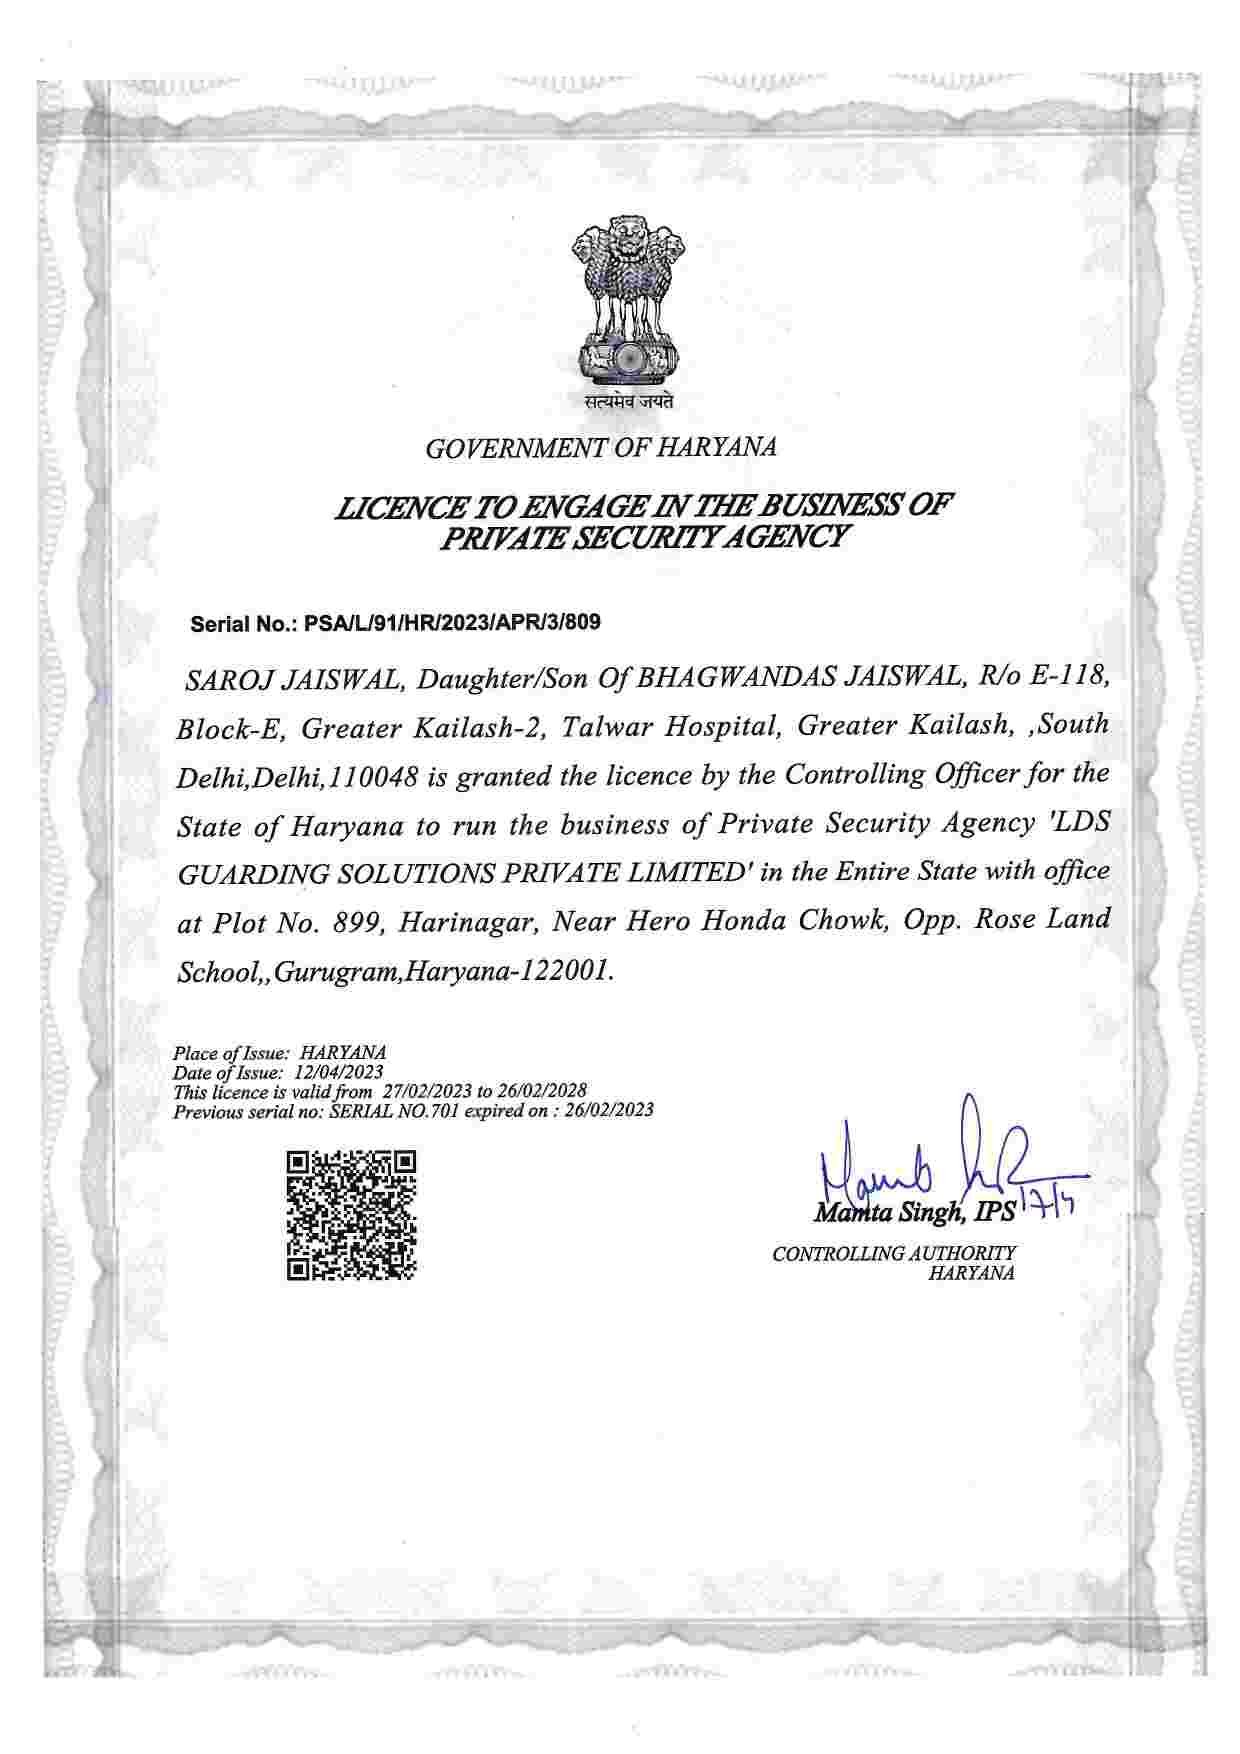 सत्यमेव जयते
GOVERNMENT OF HARYANA
LICENCE TO ENGAGE IN THE BUSINESS OF
PRIVATE SECURITY AGENCY
Serial No.: PSA/L/91/HR/2023/APR/3/809
SAROJ JAISWAL, Daughter/Son Of BHAGWANDAS JAISWAL, R/o E-118,
Block-E, Greater Kailash-2, Talwar Hospital, Greater Kailash, ,South
Delhi,Delhi,110048 is granted the licence by the Controlling Officer for the
State of Haryana to run the business of Private Security Agency 'LDS
GUARDING SOLUTIONS PRIVATE LIMITED' in the Entire State with office
at Plot No. 899, Harinagar, Near Hero Honda Chowk, Opp. Rose Land
School,,Gurugram,Haryana-122001.
Place of Issue: HARYANA
Date of Issue: 12/04/2023
This licence is valid from 27/02/2023 to 26/02/2028
Previous serial no: SERIAL NO.701 expired on : 26/02/2023
Mamta Singh, IPS
CONTROLLING AUTHORITY
HARYANA